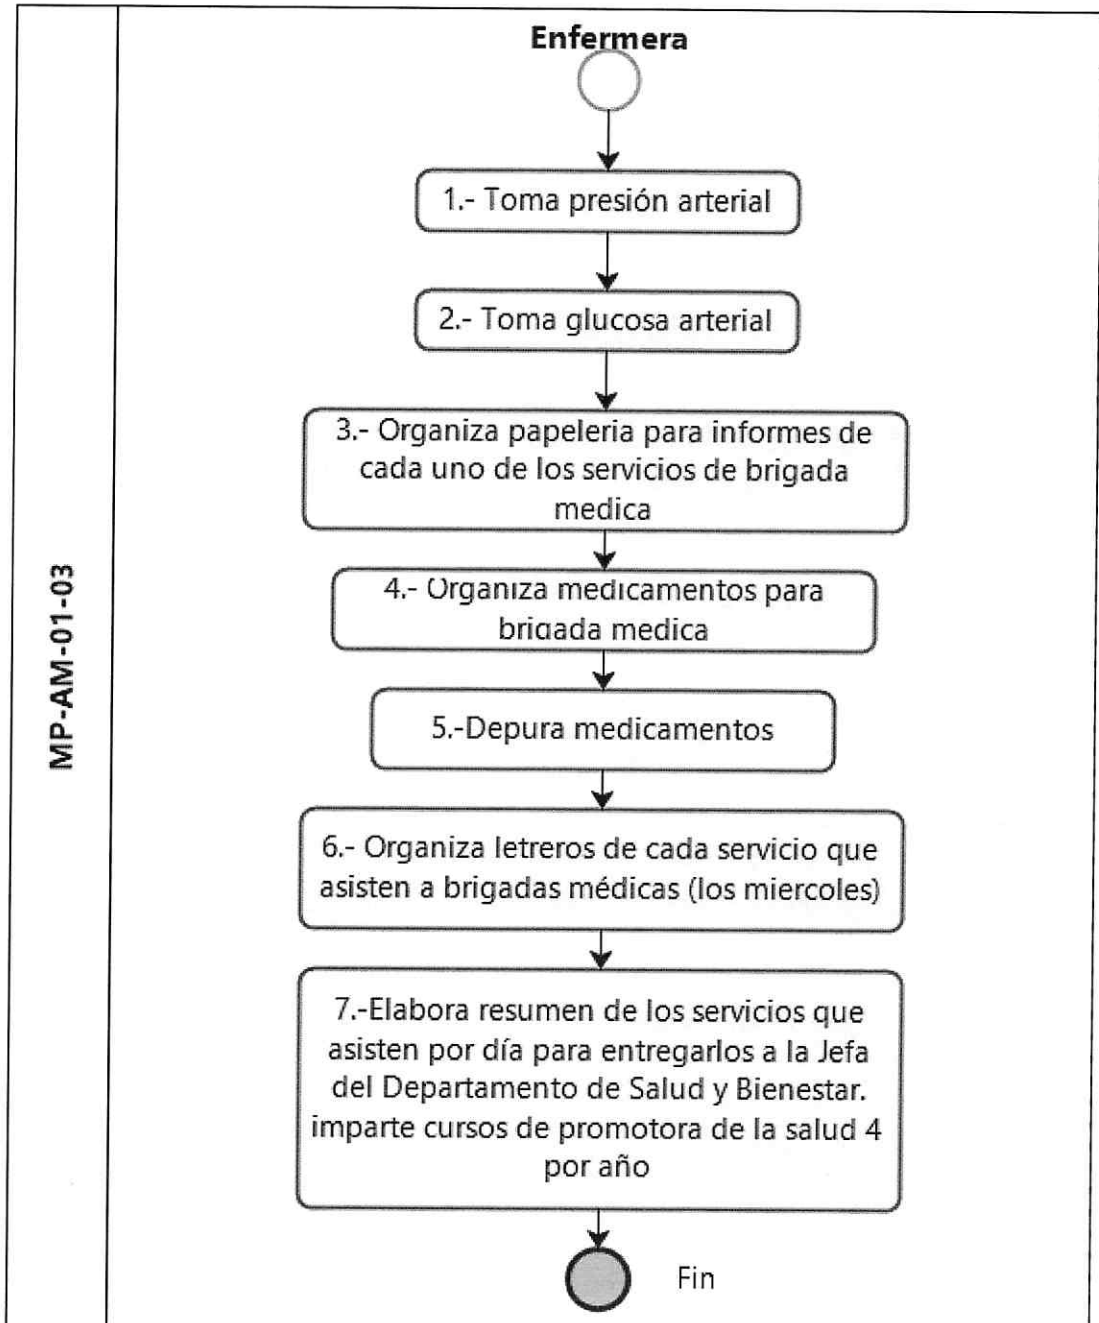 Enfermera
1.- Toma presión arterial
2.- Toma glucosa arterial
3.- Organiza papeleria para informes de
cada uno de los servicios de brigada
medica
4.- Organiza medicamentos para
brigada medica
5.-Depura medicamentos
6.- Organiza letreros de cada servicio que
asisten a brigadas médicas (los miercoles)
7.-Elabora resumen de los servicios que
asisten por día para entregarlos a la Jefa
del Departamento de Salud y Bienestar.
imparte cursos de promotora de la salud 4
por año
Fin
MP-AM-01-03